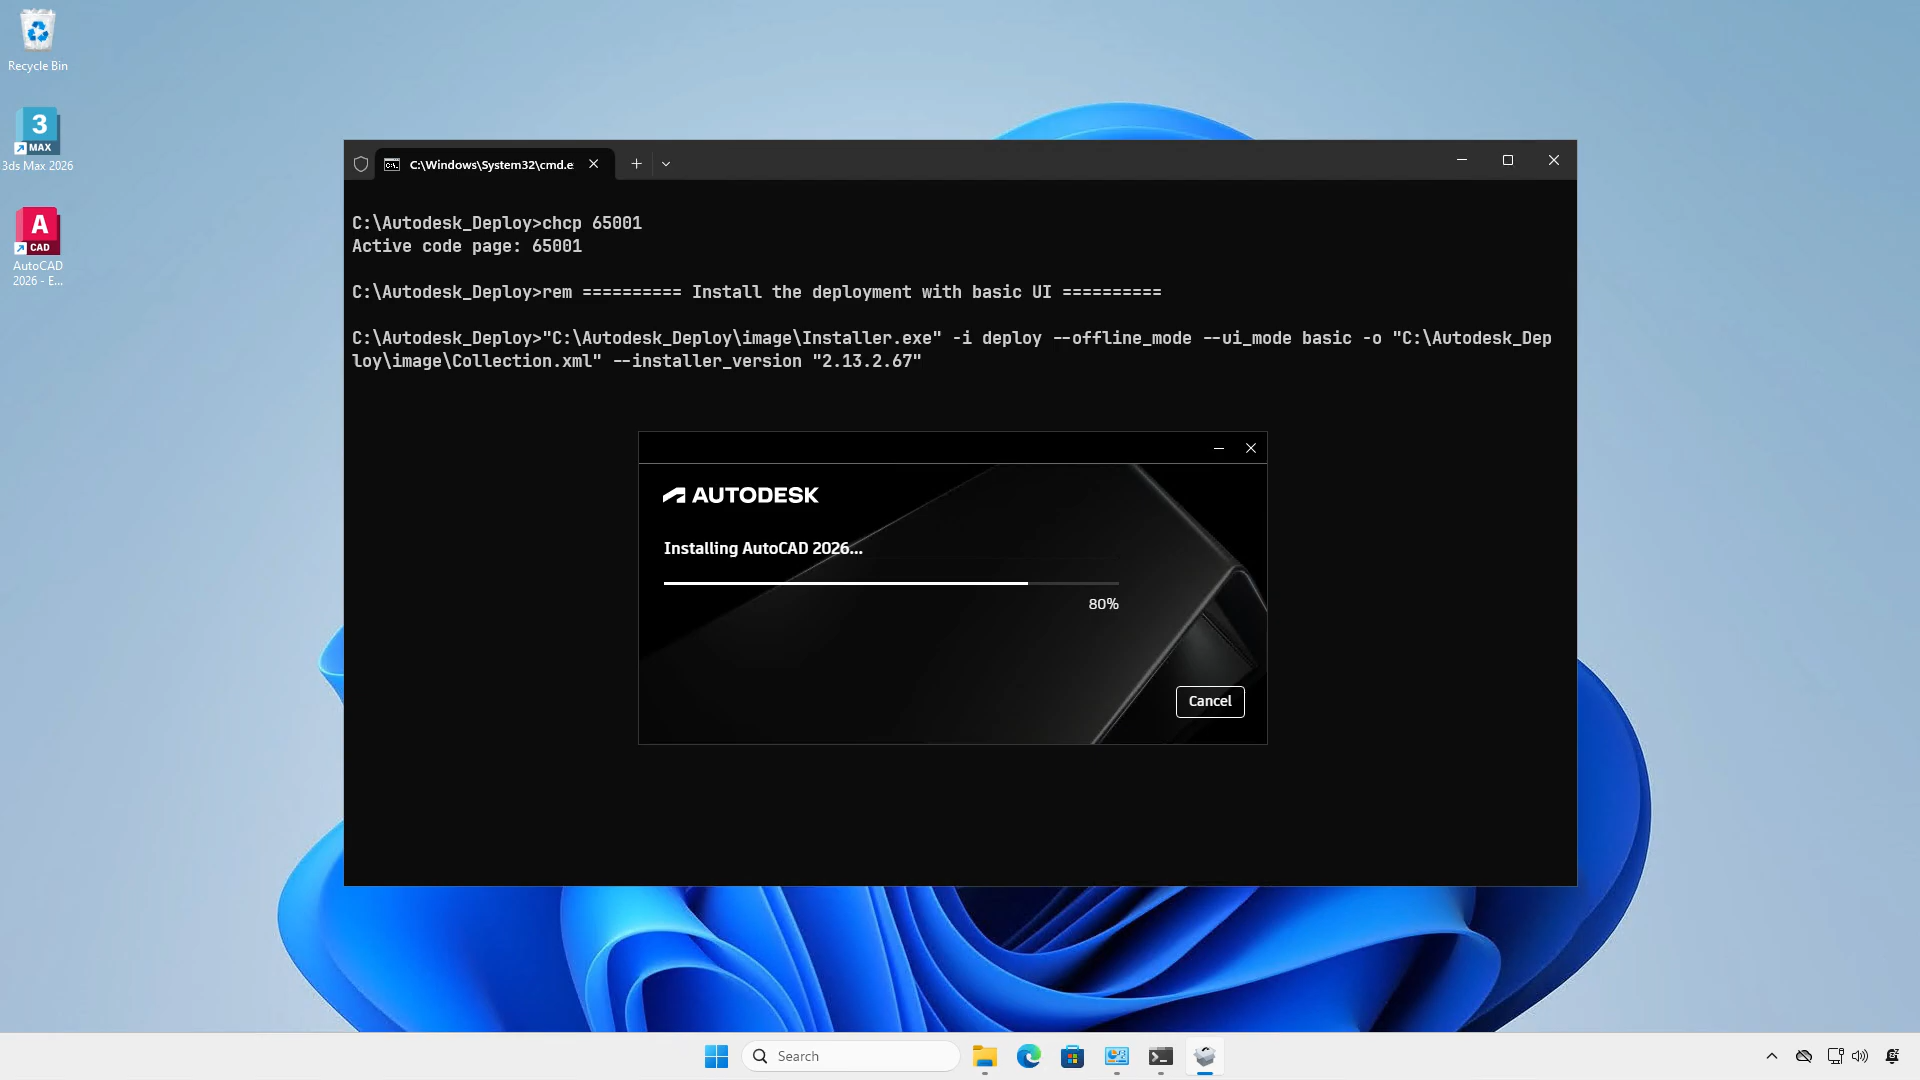 Recycle Bin
3
MAX
3ds Max 2026
A
CAD
AutoCAD
2026 - E...
C:\Windows\System32\cmd.e
C:\Autodesk_Deploy>chcp 65001
Active code page: 65001
C:\Autodesk_Deploy>rem ========== Install the deployment with basic UI ==========
C:\Autodesk_Deploy>"C:\Autodesk_Deploy\image\Installer.exe" -i deploy --offline_mode --ui_mode basic -o "C:\Autodesk_Dep
loy\image\Collection.xml" --installer_version "2.13.2.67"
AUTODESK
Installing AutoCAD 2026...
80%
Cancel
Search